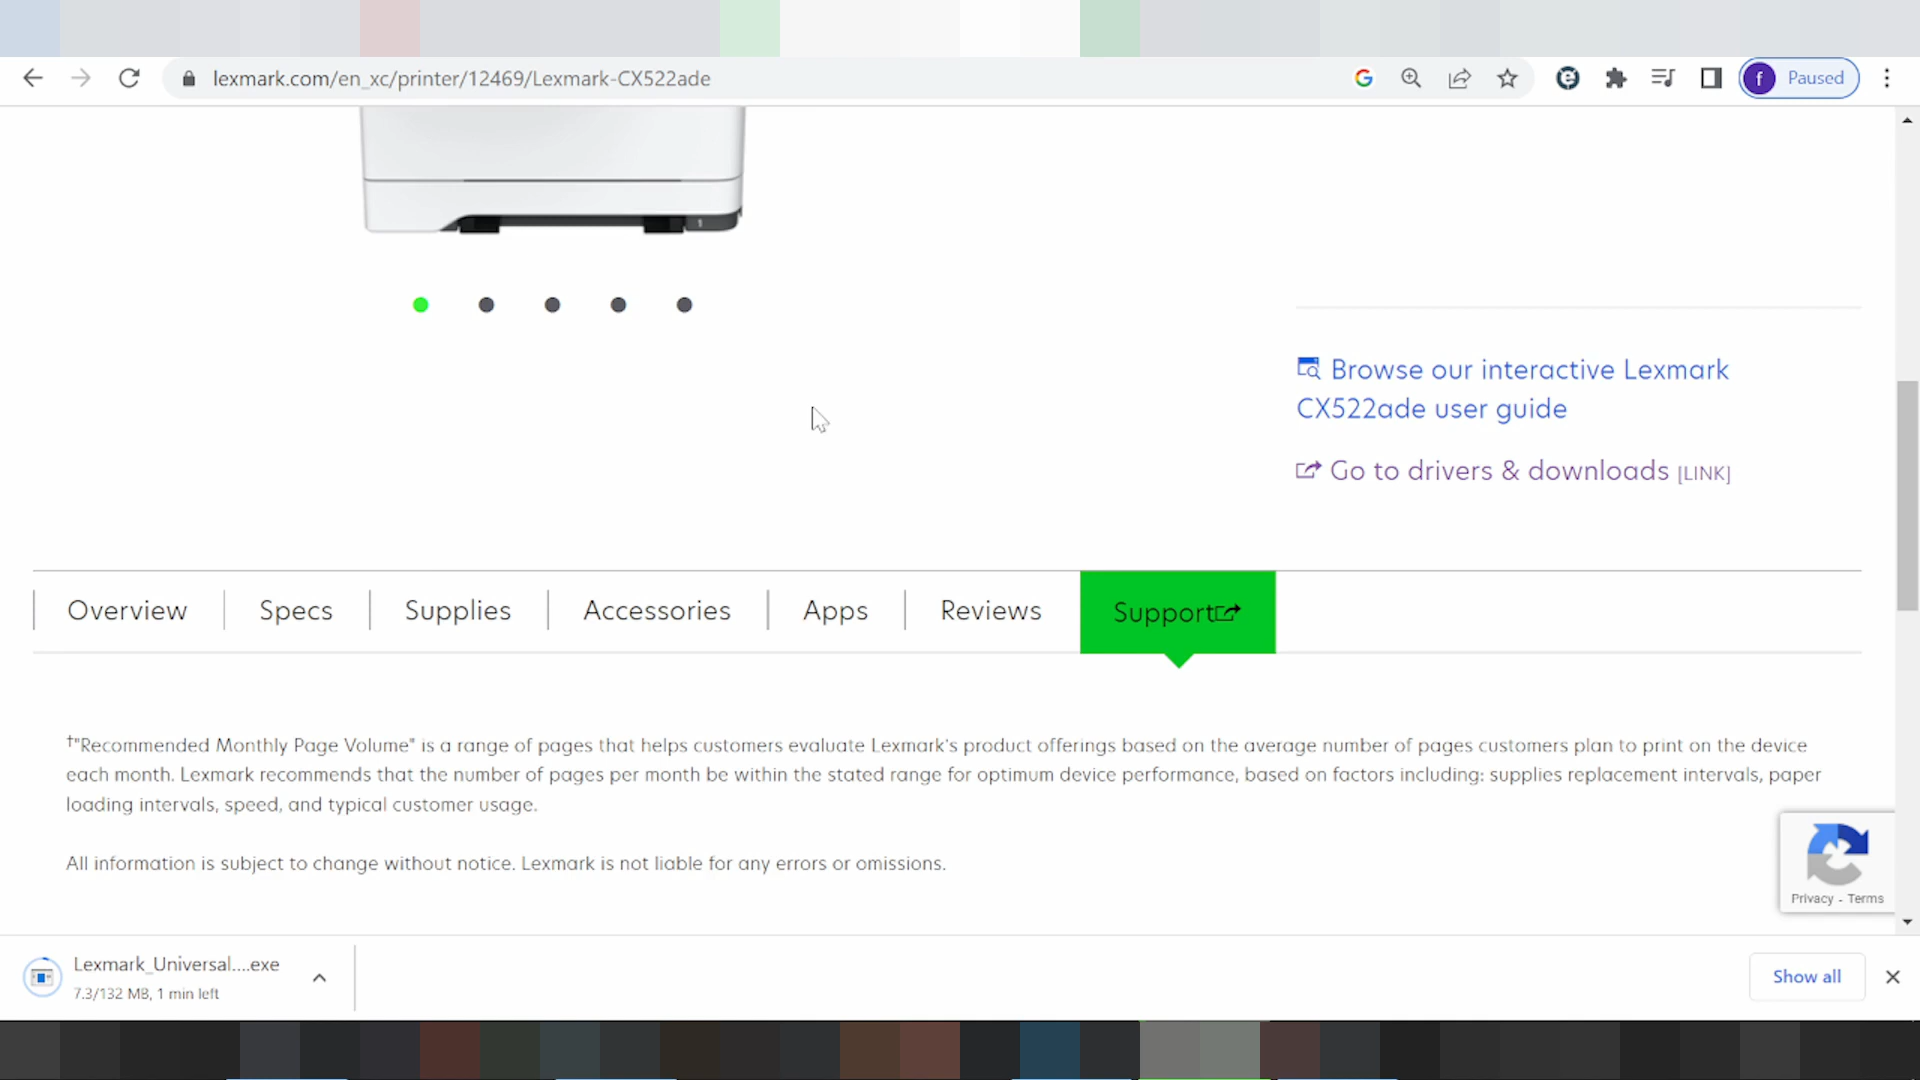 lexmark.com/en_xc/printer/12469/Lexmark-CX522ade
f Paused
1
Browse our interactive Lexmark
CX522ade user guide
Go to drivers & downloads [LINK]
Overview
Specs
Supplies
Accessories
Apps
Reviews
Support
†"Recommended Monthly Page Volume" is a range of pages that helps customers evaluate Lexmark's product offerings based on the average number of pages customers plan to print on the device
each month. Lexmark recommends that the number of pages per month be within the stated range for optimum device performance, based on factors including: supplies replacement intervals, paper
loading intervals, speed, and typical customer usage.
All information is subject to change without notice. Lexmark is not liable for any errors or omissions.
Privacy - Terms
Lexmark_Universal....exe
7.3/132 MB, 1 min left
Show all